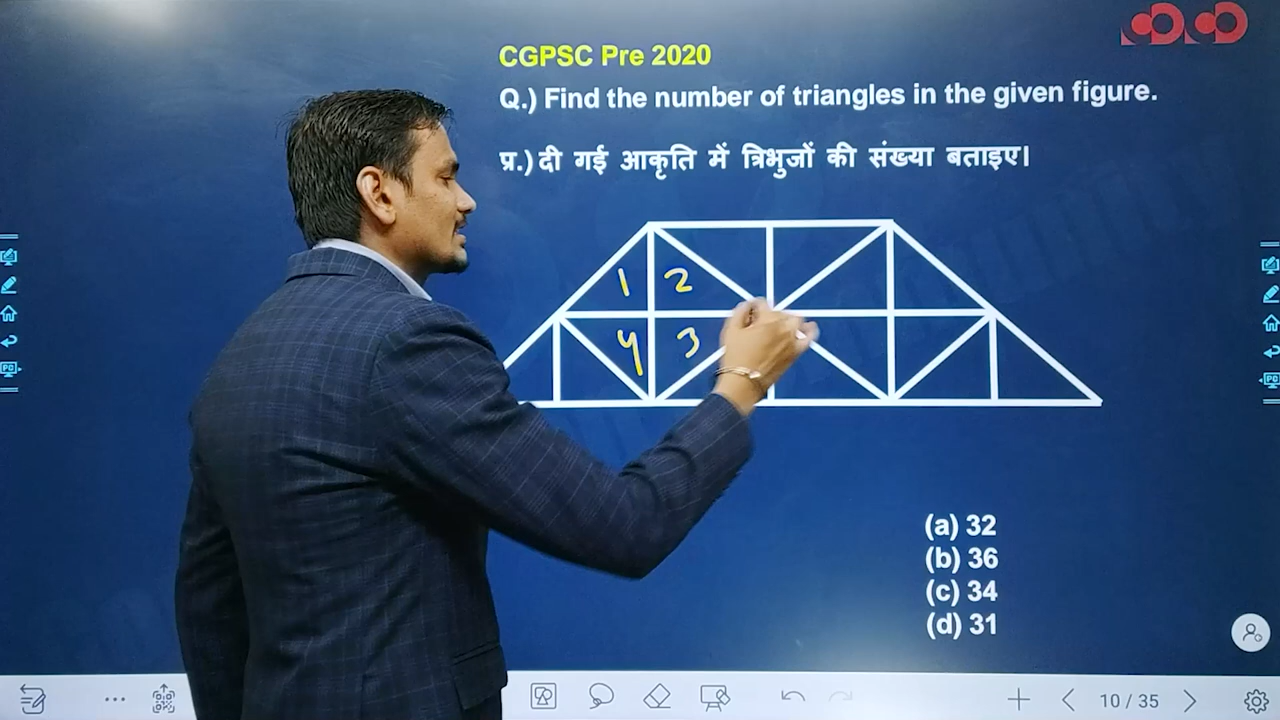 CGPSC Pre 2020
Q.) Find the number of triangles in the given figure.
प्र.) दी गई आकृति में त्रिभुजों की संख्या बताइए।
1 2
4 3
(a) 32
(b) 36
(c) 34
(d) 31
10 / 35